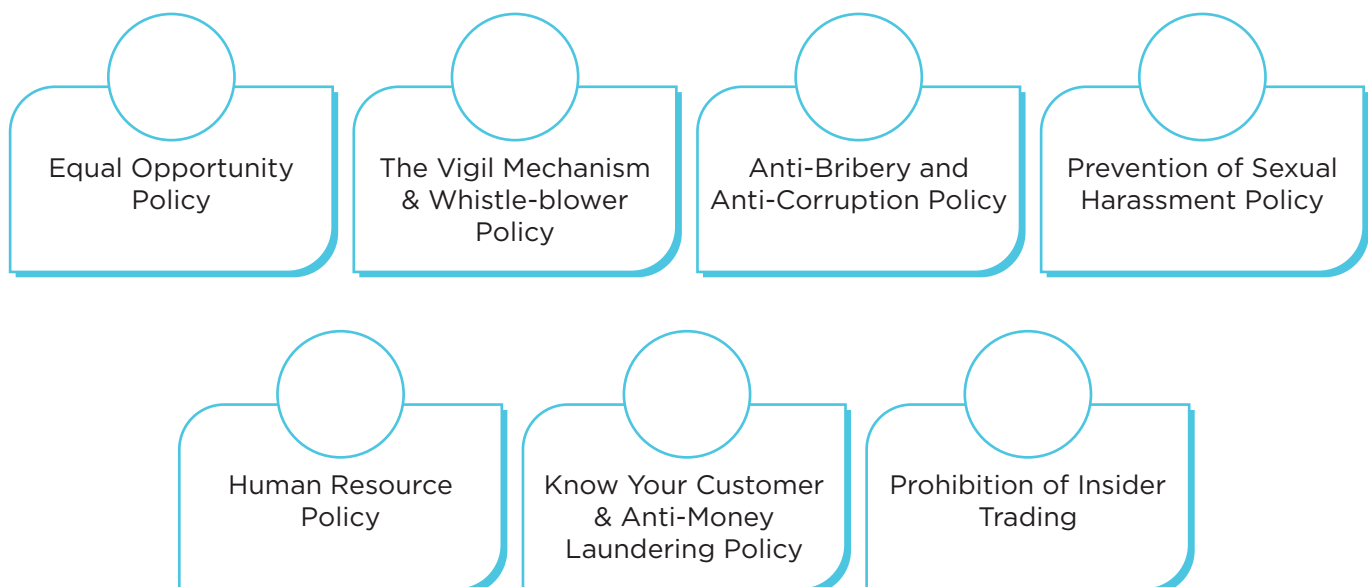 Equal Opportunity
Policy
The Vigil Mechanism
& Whistle-blower
Policy
Anti-Bribery and
Anti-Corruption Policy
Prevention of Sexual
Harassment Policy
Human Resource
Policy
Know Your Customer
& Anti-Money
Laundering Policy
Prohibition of Insider
Trading